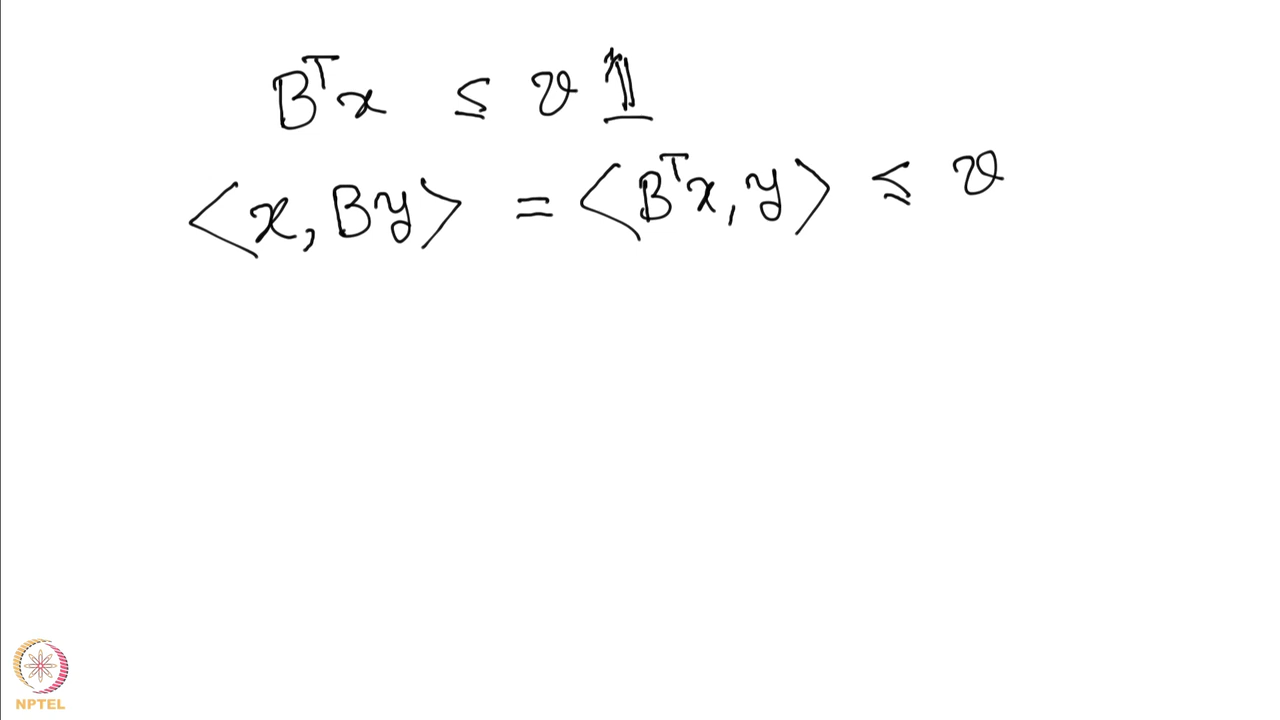 Bᵀx ≤ v 𝟙
⟨x, By⟩ = ⟨Bᵀx, y⟩ ≤ v
NPTEL